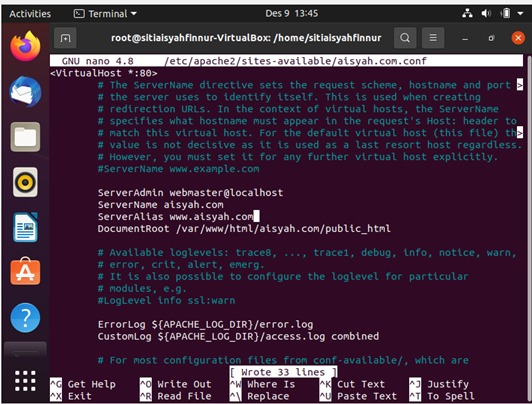 Activities Terminal Des 9 13:45
root@sitiaisyahfinnur-VirtualBox: /home/sitiaisyahfinnur
GNU nano 4.8 /etc/apache2/sites-available/aisyah.com.conf
<VirtualHost *:80>
# The ServerName directive sets the request scheme, hostname and port >
# the server uses to identify itself. This is used when creating
# redirection URLs. In the context of virtual hosts, the ServerName
# specifies what hostname must appear in the request's Host: header to
# match this virtual host. For the default virtual host (this file) th>
# value is not decisive as it is used as a last resort host regardless.
# However, you must set it for any further virtual host explicitly.
#ServerName www.example.com
ServerAdmin webmaster@localhost
ServerName aisyah.com
ServerAlias www.aisyah.com
DocumentRoot /var/www/html/aisyah.com/public_html
# Available loglevels: trace8, ..., trace1, debug, info, notice, warn,
# error, crit, alert, emerg.
# It is also possible to configure the loglevel for particular
# modules, e.g.
#LogLevel info ssl:warn
ErrorLog ${APACHE_LOG_DIR}/error.log
CustomLog ${APACHE_LOG_DIR}/access.log combined
# For most configuration files from conf-available/, which are
[ Wrote 33 lines ]
^G Get Help ^O Write Out ^W Where Is ^K Cut Text ^J Justify
^X Exit ^R Read File ^\ Replace ^U Paste Text ^T To Spell